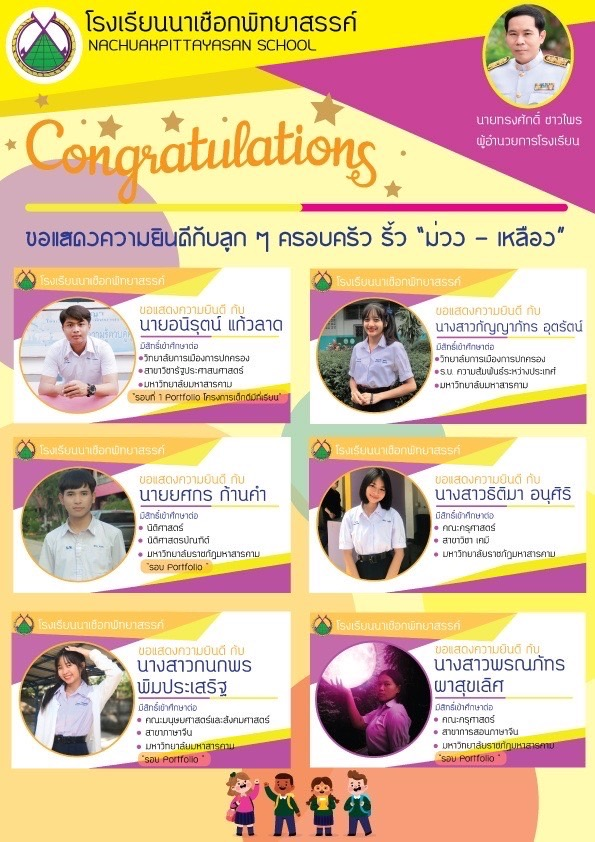 โรงเรียนนาเชือกพิทยาสรรค์
NACHUAKPITTAYASAN SCHOOL
นายทรงศักดิ์ ชาวไพร
ผู้อำนวยการโรงเรียน
Congratulations
ขอแสดงความยินดีกับลูก ๆ ครอบครัว รั้ว "ม่วง - เหลือง"
โรงเรียนนาเชือกพิทยาสรรค์
ขอแสดงความยินดี กับ
นายอนิรุตน์ แก้วลาด
มีสิทธิ์เข้าศึกษาต่อ
วิทยาลัยการเมืองการปกครอง
สาขาวิชารัฐประศาสนศาสตร์
มหาวิทยาลัยมหาสารคาม
"รอบที่ 1 Portfolio โครงการเด็กดีมีที่เรียน"
โรงเรียนนาเชือกพิทยาสรรค์
ขอแสดงความยินดี กับ
นางสาวกัญญาภัทร อุตรัตน์
มีสิทธิ์เข้าศึกษาต่อ
วิทยาลัยการเมืองการปกครอง
ร.บ. ความสัมพันธ์ระหว่างประเทศ
มหาวิทยาลัยมหาสารคาม
โรงเรียนนาเชือกพิทยาสรรค์
ขอแสดงความยินดี กับ
นายยศกร ก้านคำ
มีสิทธิ์เข้าศึกษาต่อ
นิติศาสตร์
นิติศาสตรบัณฑิต
มหาวิทยาลัยราชภัฏมหาสารคาม
"รอบ Portfolio "
โรงเรียนนาเชือกพิทยาสรรค์
ขอแสดงความยินดี กับ
นางสาวธิติมา อนุศิริ
มีสิทธิ์เข้าศึกษาต่อ
คณะครุศาสตร์
สาขาวิชา เคมี
มหาวิทยาลัยราชภัฏมหาสารคาม
โรงเรียนนาเชือกพิทยาสรรค์
ขอแสดงความยินดี กับ
นางสาวกนกพร
พิมประเสริฐ
มีสิทธิ์เข้าศึกษาต่อ
คณะมนุษยศาสตร์และสังคมศาสตร์
สาขาภาษาจีน
มหาวิทยาลัยมหาสารคาม
"รอบ Portfolio "
โรงเรียนนาเชือกพิทยาสรรค์
ขอแสดงความยินดี กับ
นางสาวพรณภัทร
ผาสุขเลิศ
มีสิทธิ์เข้าศึกษาต่อ
คณะครุศาสตร์
สาขาการสอนภาษาจีน
มหาวิทยาลัยราชภัฏมหาสารคาม
"รอบ Portfolio "